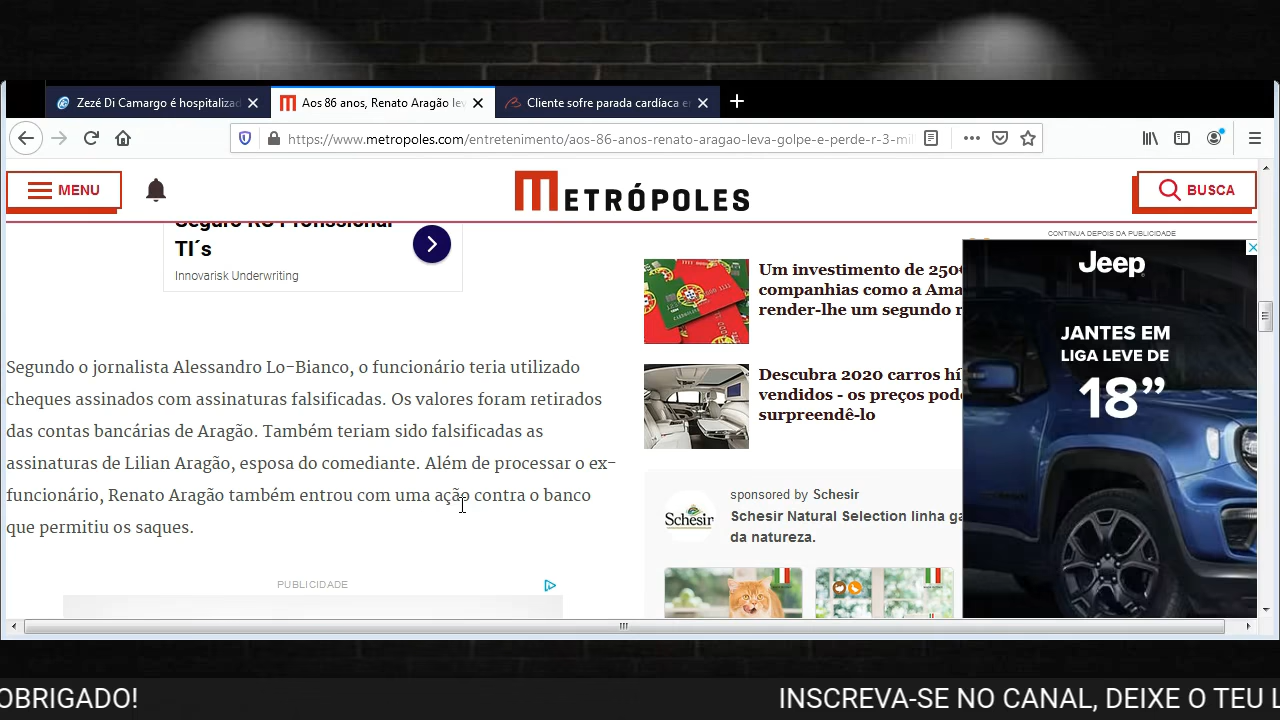 Zezé Di Camargo é hospitalizad
Aos 86 anos, Renato Aragão lev
Cliente sofre parada cardíaca e
https://www.metropoles.com/entretenimento/aos-86-anos-renato-aragao-leva-golpe-e-perde-r-3-mi
MENU
METRÓPOLES
BUSCA
TI´s
Innovarisk Underwriting
Segundo o jornalista Alessandro Lo-Bianco, o funcionário teria utilizado
cheques assinados com assinaturas falsificadas. Os valores foram retirados
das contas bancárias de Aragão. Também teriam sido falsificadas as
assinaturas de Lilian Aragão, esposa do comediante. Além de processar o ex-
funcionário, Renato Aragão também entrou com uma ação contra o banco
que permitiu os saques.
PUBLICIDADE
Um investimento de 250
companhias como a Ama
render-lhe um segundo r
Descubra 2020 carros hí
vendidos - os preços pod
surpreendê-lo
sponsored by Schesir
Schesir
Schesir Natural Selection linha ga
da natureza.
CONTINUA DEPOIS DA PUBLICIDADE
Jeep
JANTES EM
LIGA LEVE DE
18”
OBRIGADO!
INSCREVA-SE NO CANAL, DEIXE O TEU L